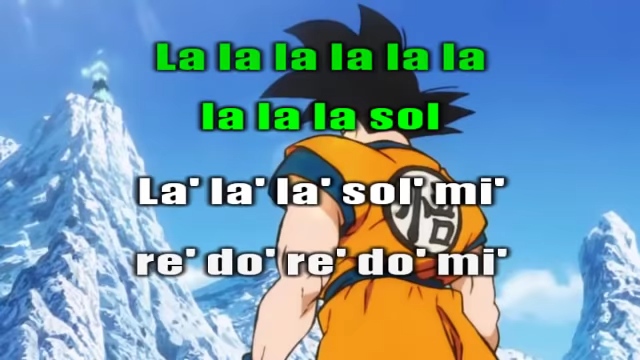 La la la la la la
la la la sol
La' la' la' sol' mi'
re' do' re' do' mi'
悟